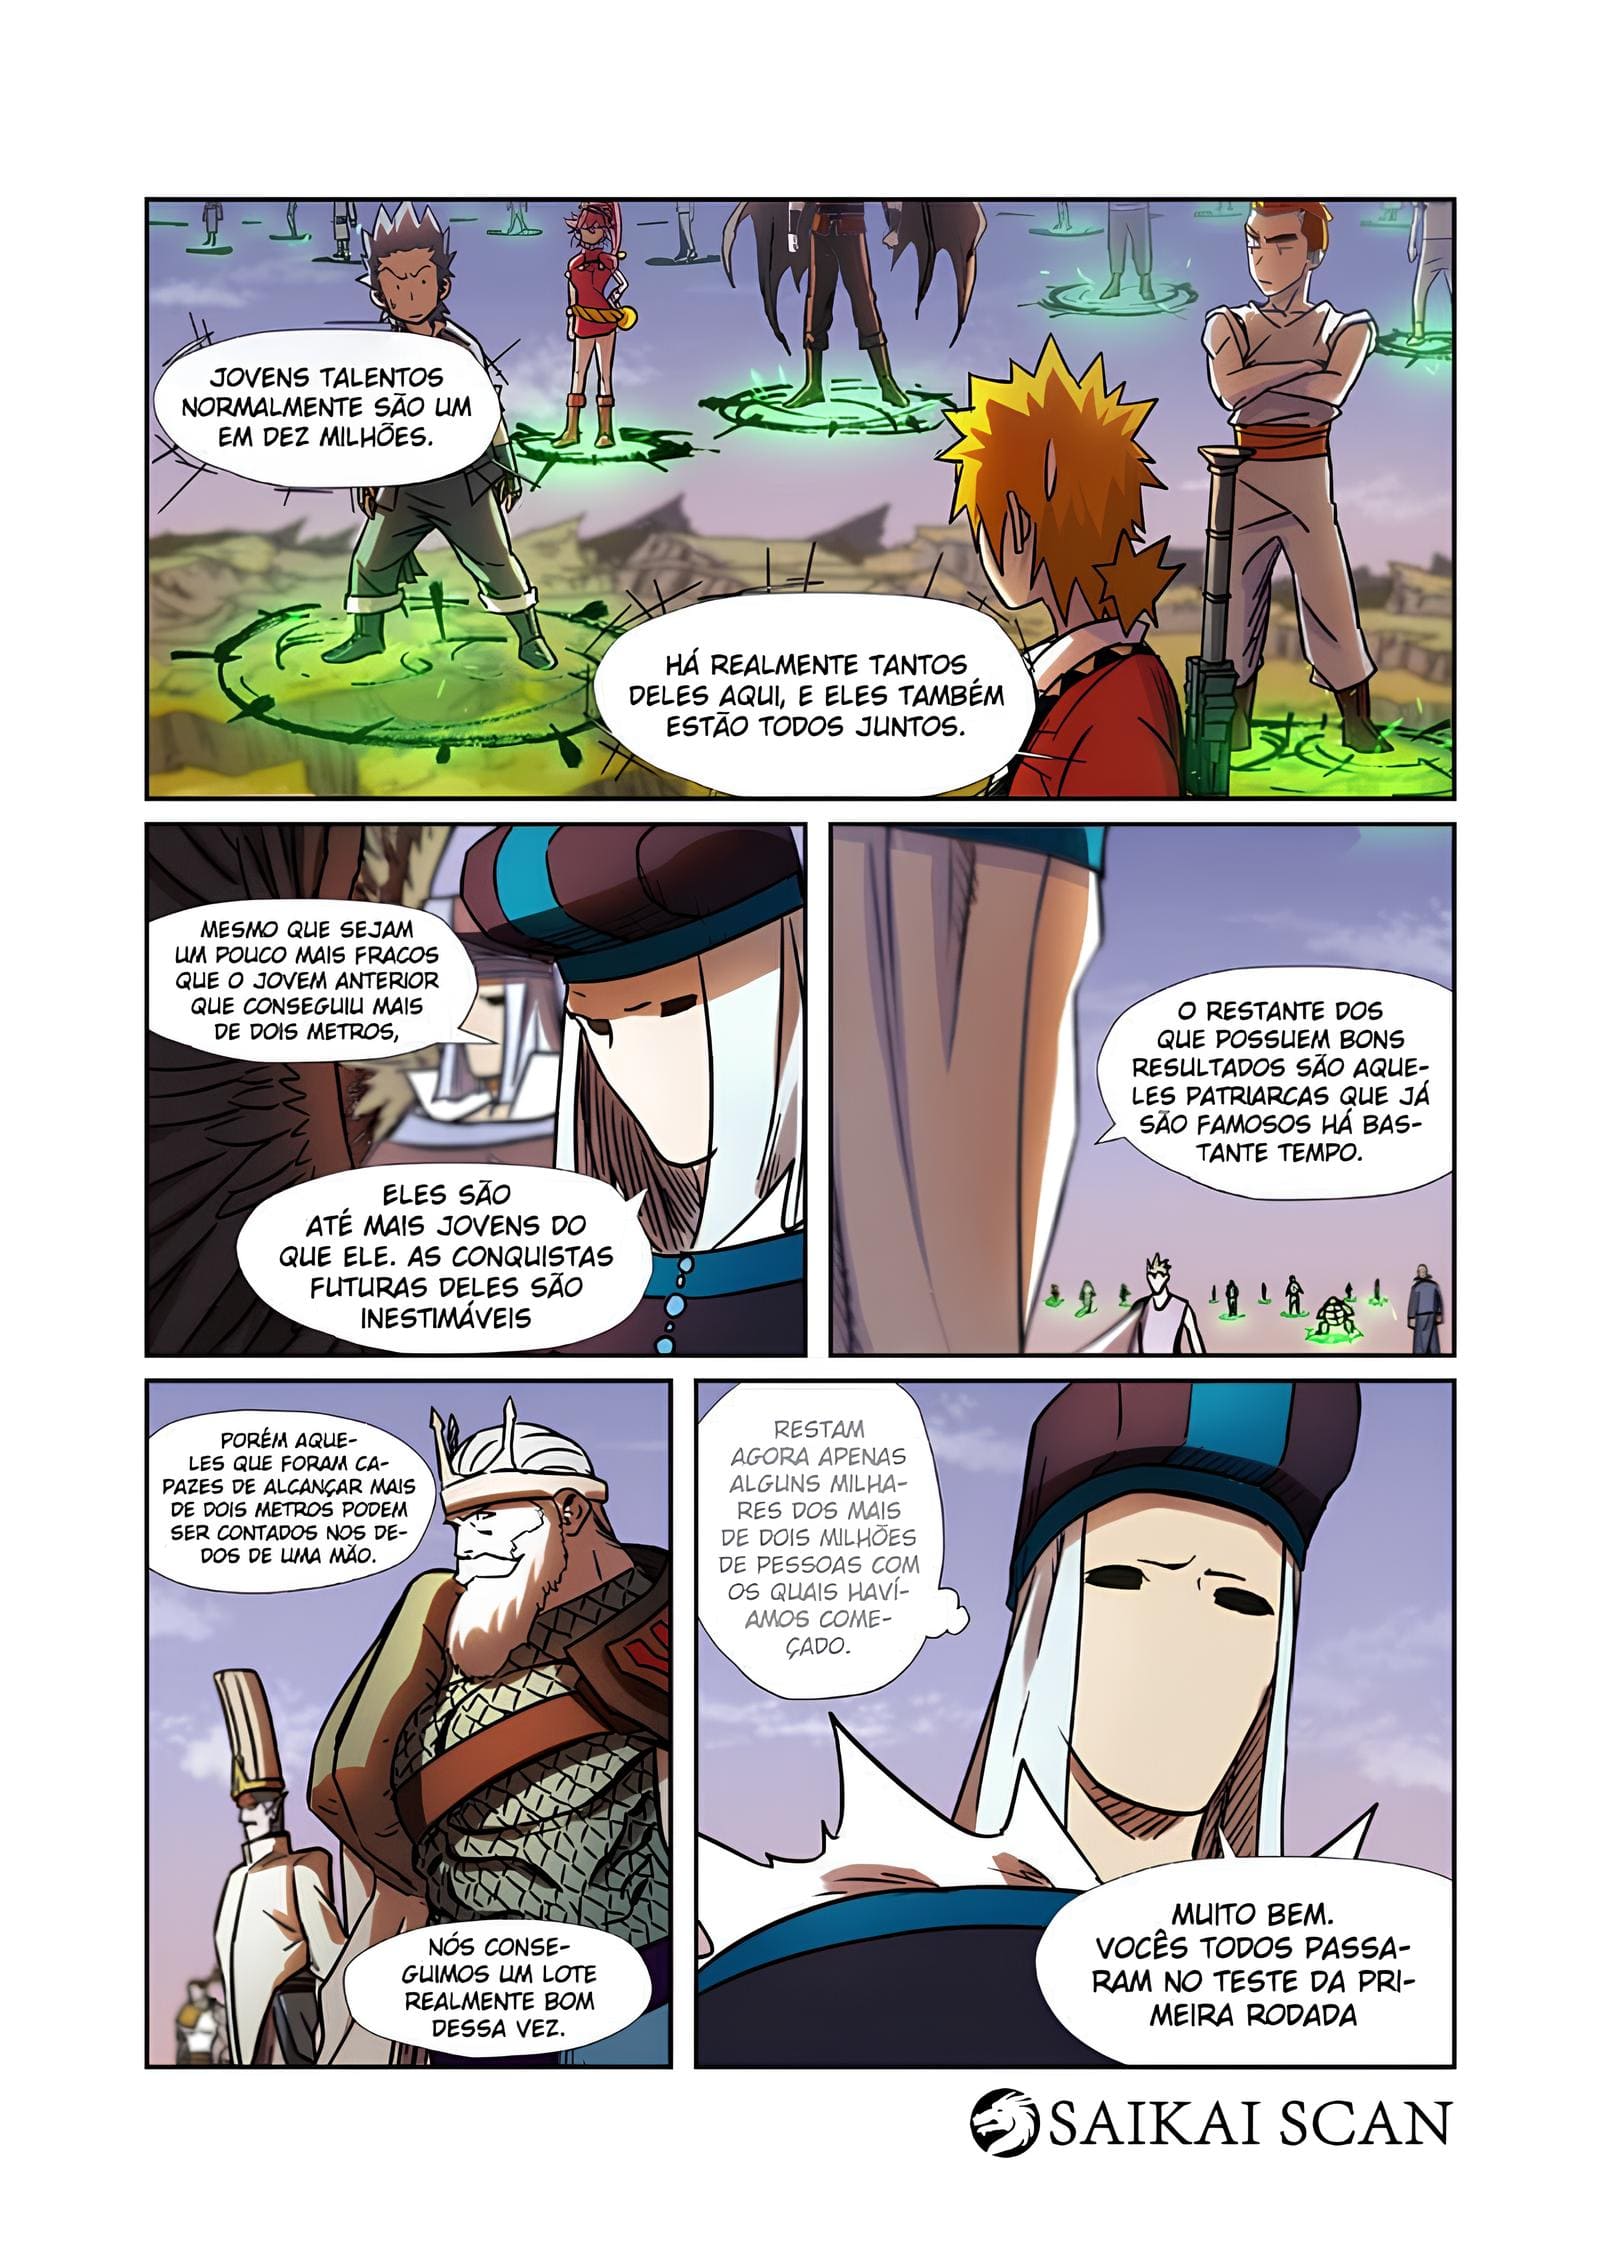 JOVENS TALENTOS
NORMALMENTE SÃO UM
EM DEZ MILHÕES.
HÁ REALMENTE TANTOS
DELES AQUI, E ELES TAMBÉM
ESTÃO TODOS JUNTOS.
MESMO QUE SEJAM
UM POUCO MAIS FRACOS
QUE O JOVEM ANTERIOR
QUE CONSEGUIU MAIS
DE DOIS METROS,
ELES SÃO
ATÉ MAIS JOVENS DO
QUE ELE. AS CONQUISTAS
FUTURAS DELES SÃO
INESTIMÁVEIS
O RESTANTE DOS
QUE POSSUEM BONS
RESULTADOS SÃO AQUE-
LES PATRIARCAS QUE JÁ
SÃO FAMOSOS HÁ BAS-
TANTE TEMPO.
PORÉM AQUE-
LES QUE FORAM CA-
PAZES DE ALCANÇAR MAIS
DE DOIS METROS PODEM
SER CONTADOS NOS DE-
DOS DE UMA MÃO.
NÓS CONSE-
GUIMOS UM LOTE
REALMENTE BOM
DESSA VEZ.
RESTAM
AGORA APENAS
ALGUNS MILHA-
RES DOS MAIS
DE DOIS MILHÕES
DE PESSOAS COM
OS QUAIS HAVÍ-
AMOS COME-
ÇADO.
MUITO BEM.
VOCÊS TODOS PASSA-
RAM NO TESTE DA PRI-
MEIRA RODADA
SAIKAI SCAN